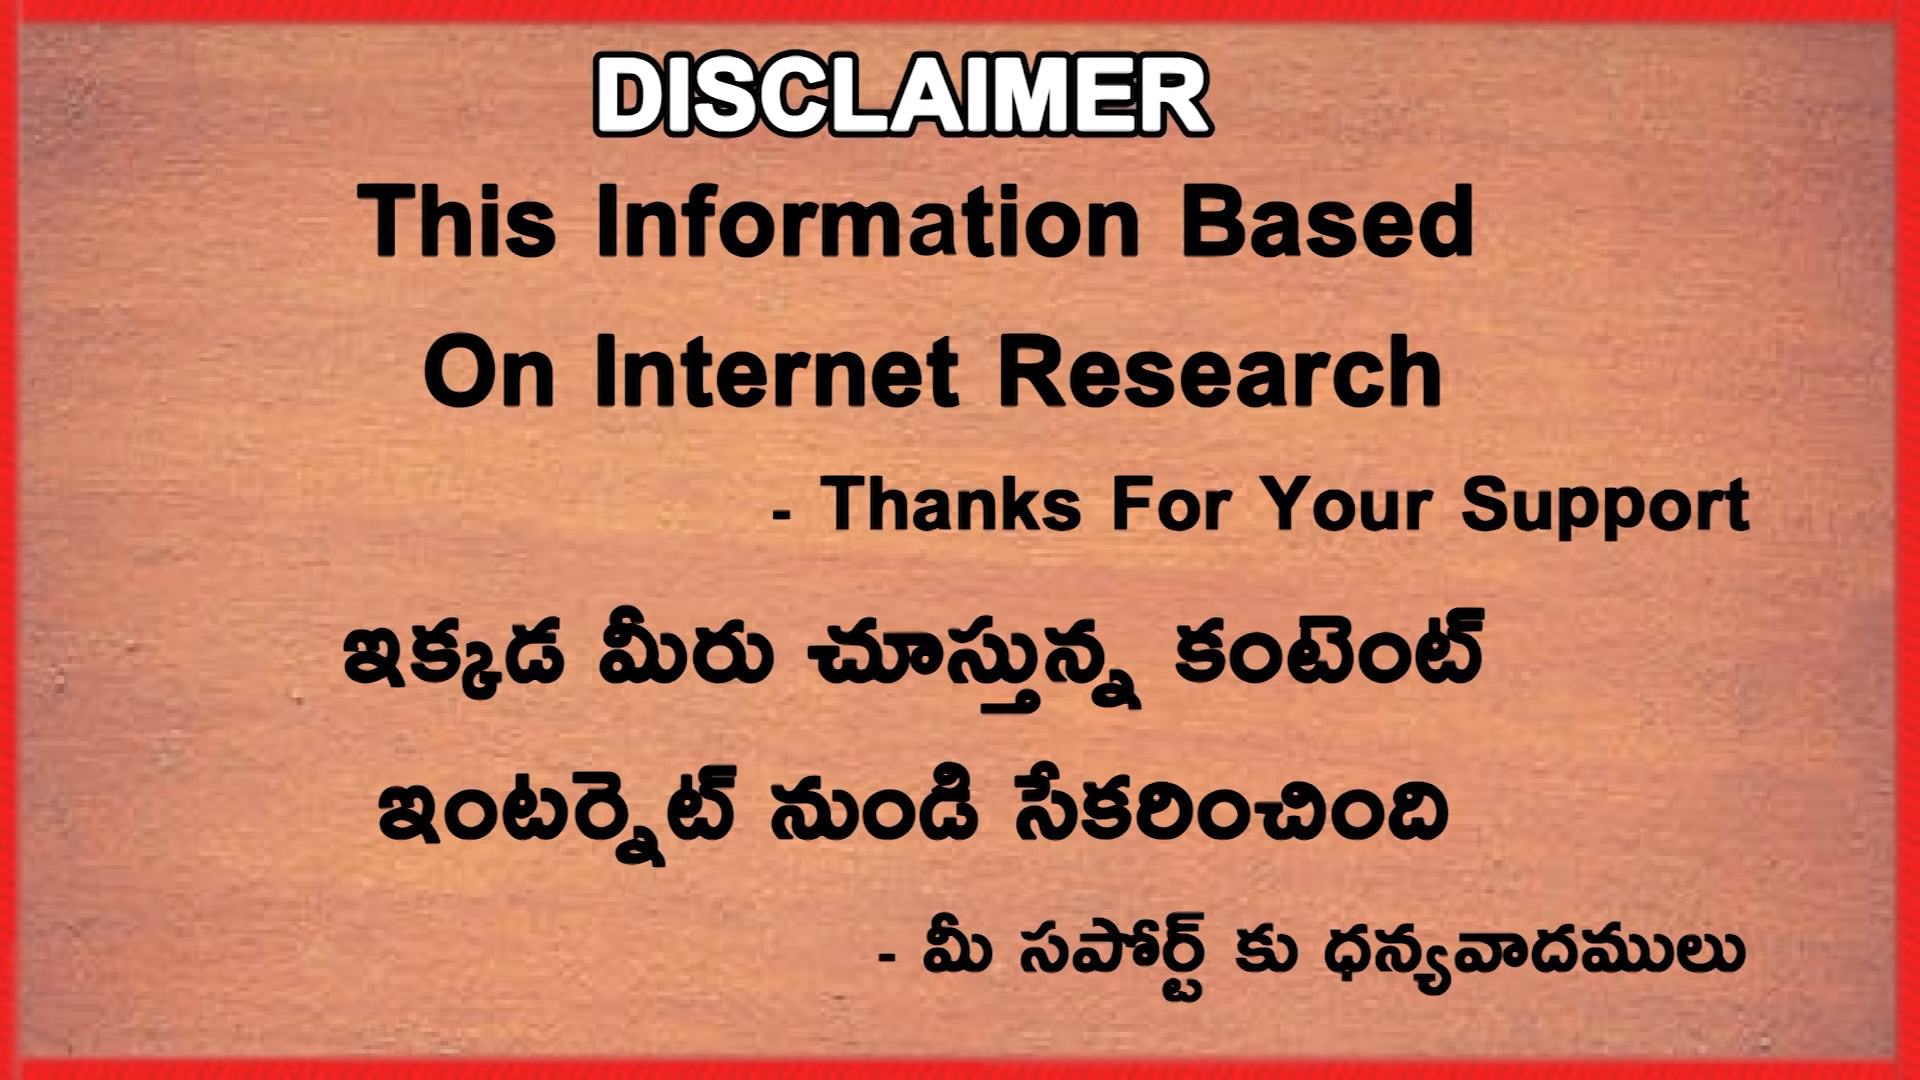 DISCLAIMER
This Information Based
On Internet Research
- Thanks For Your Support
ఇక్కడ మీరు చూస్తున్న కంటెంట్
ఇంటర్నెట్ నుండి సేకరించింది
- మీ సపోర్ట్ కు ధన్యవాదములు